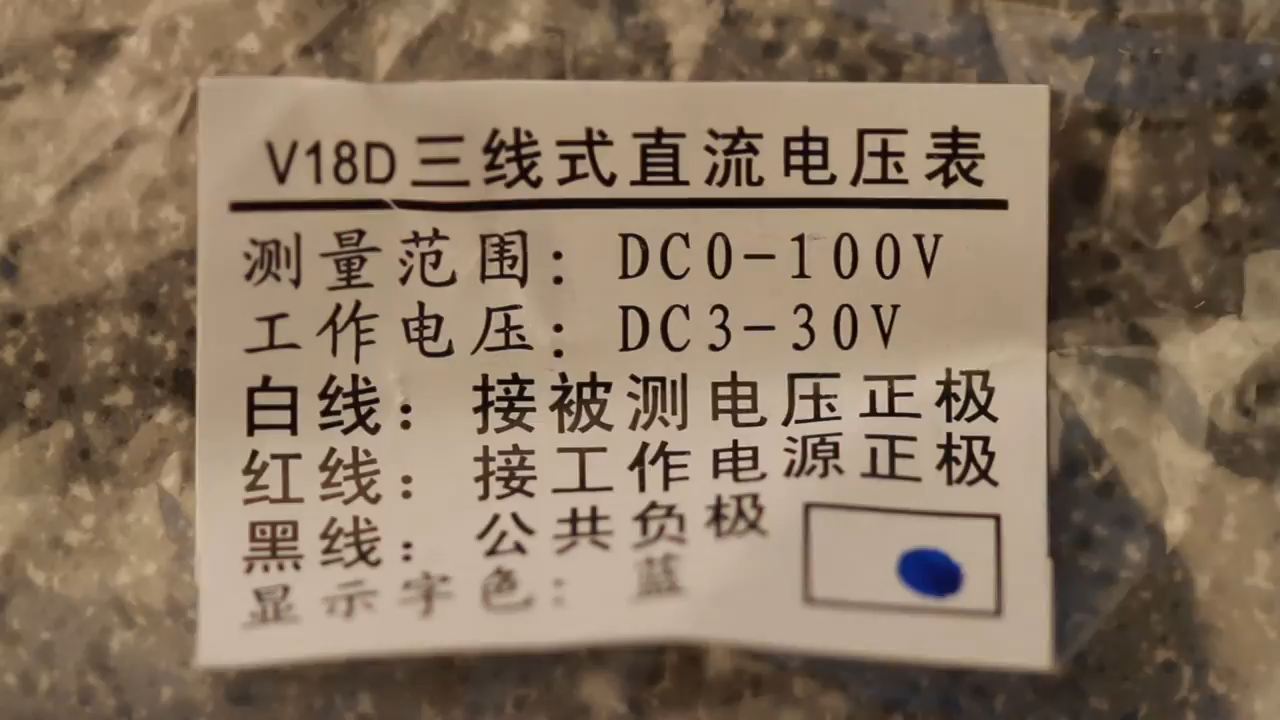 V18D三线式直流电压表
测量范围：DC0-100V
工作电压：DC3-30V
白线：接被测电压正极
红线：接工作电源正极
黑线：公共负极
显示字色：蓝